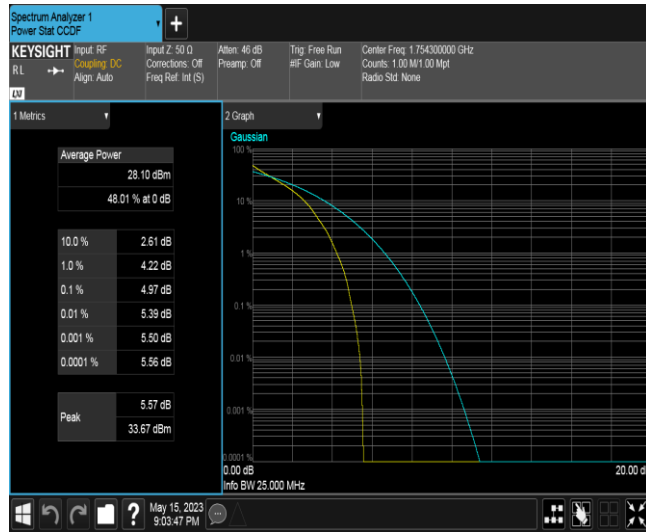 Spectrum Analyzer 1
Power Stat CCDF
+
KEYSIGHT
RL
LXI
Input: RF
Coupling: DC
Align: Auto
Input Z: 50 Ω
Corrections: Off
Freq Ref: Int (S)
Atten: 46 dB
Preamp: Off
Trig: Free Run
#IF Gain: Low
Center Freq: 1.754300000 GHz
Counts: 1.00 M/1.00 Mpt
Radio Std: None
1 Metrics
Average Power
28.10 dBm
48.01 % at 0 dB
10.0 % 2.61 dB
1.0 % 4.22 dB
0.1 % 4.97 dB
0.01 % 5.39 dB
0.001 % 5.50 dB
0.0001 % 5.56 dB
Peak
5.57 dB
33.67 dBm
2 Graph
Gaussian
100 %
10 %
1 %
0.1 %
0.01 %
0.001 %
0.0001 %
0.00 dB
20.00 d
Info BW 25.000 MHz
?
May 15, 2023
9:03:47 PM